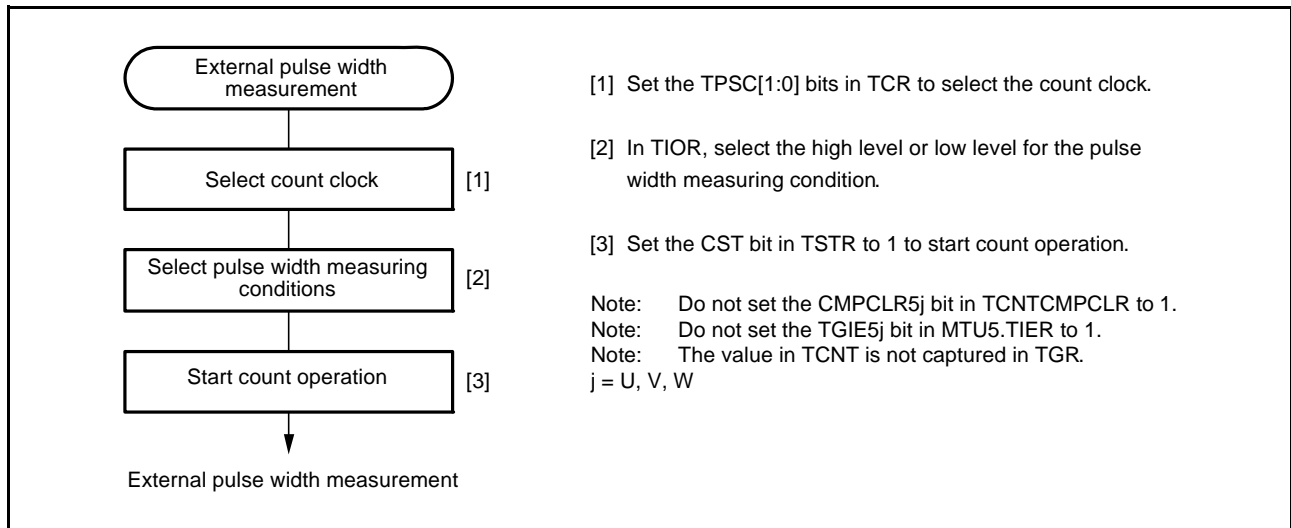 External pulse width
measurement
Select count clock
[1]
Select pulse width measuring
conditions
[2]
Start count operation
[3]
External pulse width measurement
[1] Set the TPSC[1:0] bits in TCR to select the count clock.
[2] In TIOR, select the high level or low level for the pulse
width measuring condition.
[3] Set the CST bit in TSTR to 1 to start count operation.
Note: Do not set the CMPCLR5j bit in TCNTCMPCLR to 1.
Note: Do not set the TGIE5j bit in MTU5.TIER to 1.
Note: The value in TCNT is not captured in TGR.
j = U, V, W